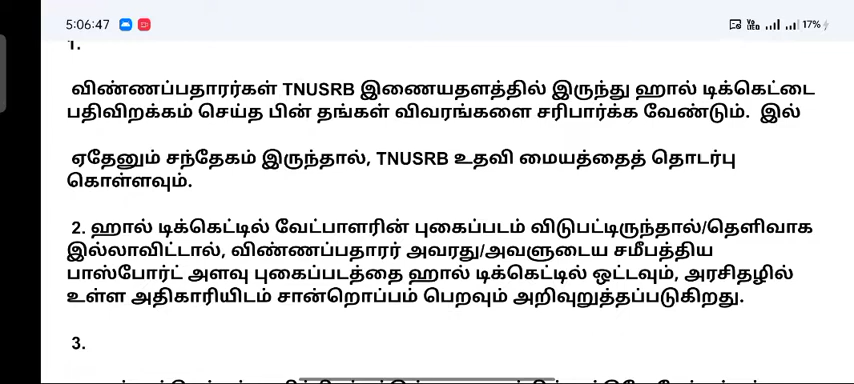 5:06:47
17%
1.
விண்ணப்பதாரர்கள் TNUSRB இணையதளத்தில் இருந்து ஹால் டிக்கெட்டை
பதிவிறக்கம் செய்த பின் தங்கள் விவரங்களை சரிபார்க்க வேண்டும். இல்
ஏதேனும் சந்தேகம் இருந்தால், TNUSRB உதவி மையத்தைத் தொடர்பு
கொள்ளவும்.
2. ஹால் டிக்கெட்டில் வேட்பாளரின் புகைப்படம் விடுபட்டிருந்தால்/தெளிவாக
இல்லாவிட்டால், விண்ணப்பதாரர் அவரது/அவளுடைய சமீபத்திய
பாஸ்போர்ட் அளவு புகைப்படத்தை ஹால் டிக்கெட்டில் ஒட்டவும், அரசிதழில்
உள்ள அதிகாரியிடம் சான்றொப்பம் பெறவும் அறிவுறுத்தப்படுகிறது.
3.